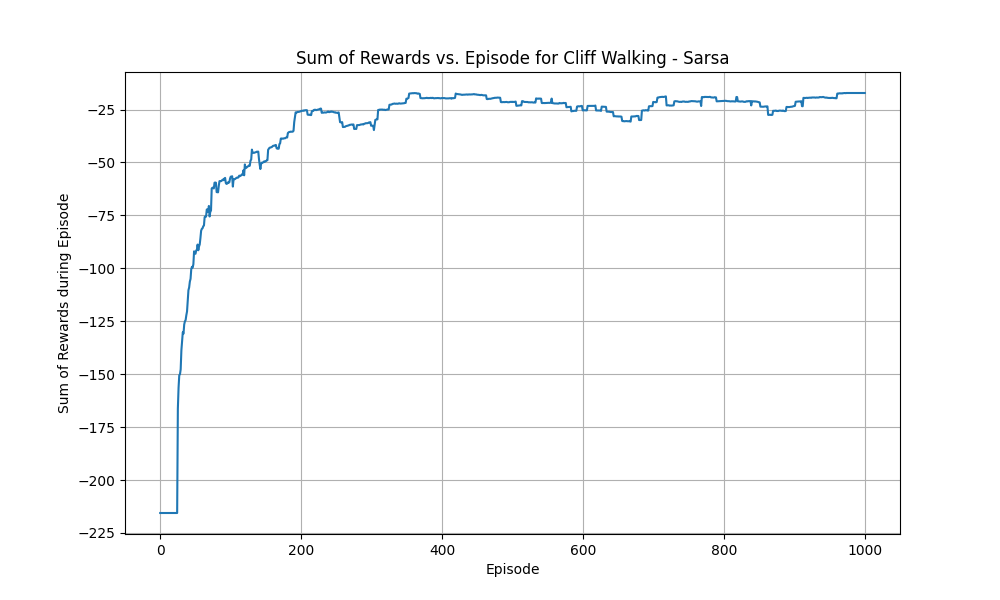 Sum of Rewards vs. Episode for Cliff Walking - Sarsa
Sum of Rewards during Episode
−25
−50
−75
−100
−125
−150
−175
−200
−225
0 200 400 600 800 1000
Episode